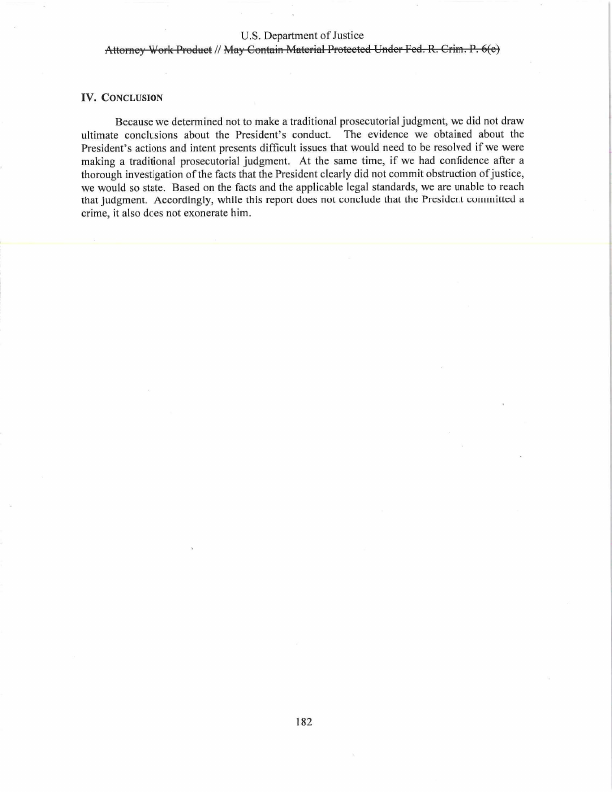 U.S. Department of Justice
Attorney Work Product // May Contain Material Protected Under Fed. R. Crim. P. 6(e)
IV. CONCLUSION
Because we determined not to make a traditional prosecutorial judgment, we did not draw
ultimate conclusions about the President's conduct. The evidence we obtained about the
President's actions and intent presents difficult issues that would need to be resolved if we were
making a traditional prosecutorial judgment. At the same time, if we had confidence after a
thorough investigation of the facts that the President clearly did not commit obstruction of justice,
we would so state. Based on the facts and the applicable legal standards, we are unable to reach
that judgment. Accordingly, while this report does not conclude that the President committed a
crime, it also does not exonerate him.
182